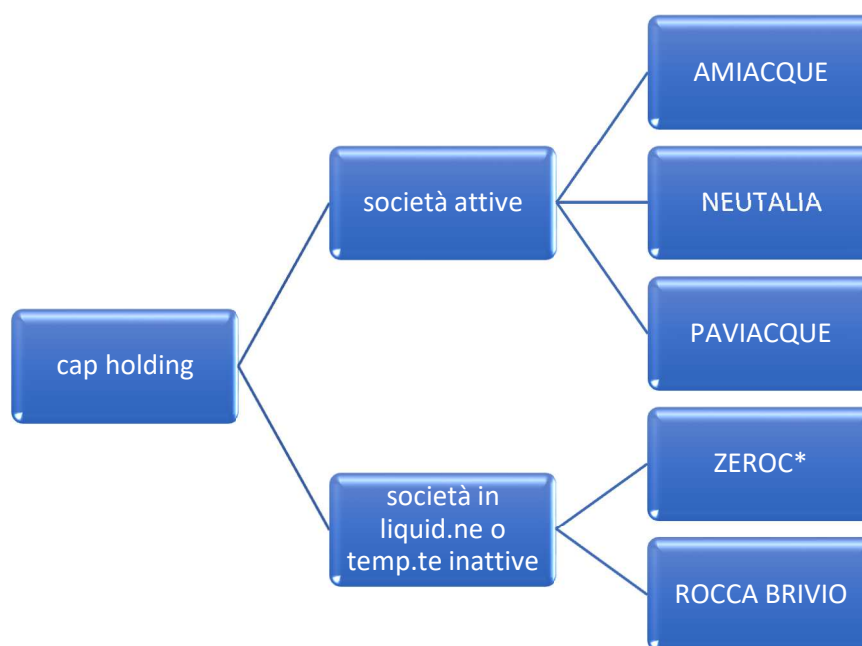 cap holding
società attive
AMIACQUE
NEUTALIA
PAVIACQUE
società in
liquid.ne o
temp.te inattive
ZEROC*
ROCCA BRIVIO